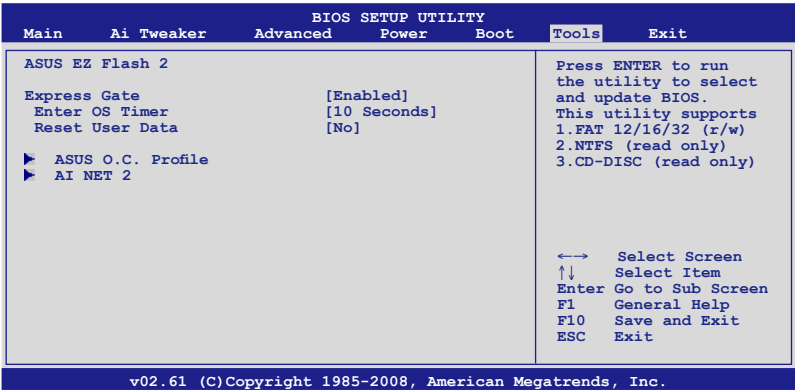 BIOS SETUP UTILITY
Main Ai Tweaker Advanced Power Boot Tools Exit
ASUS EZ Flash 2
Express Gate [Enabled]
Enter OS Timer [10 Seconds]
Reset User Data [No]
ASUS O.C. Profile
AI NET 2
Press ENTER to run
the utility to select
and update BIOS.
This utility supports
1.FAT 12/16/32 (r/w)
2.NTFS (read only)
3.CD-DISC (read only)
←→ Select Screen
↑↓ Select Item
Enter Go to Sub Screen
F1 General Help
F10 Save and Exit
ESC Exit
v02.61 (C)Copyright 1985-2008, American Megatrends, Inc.